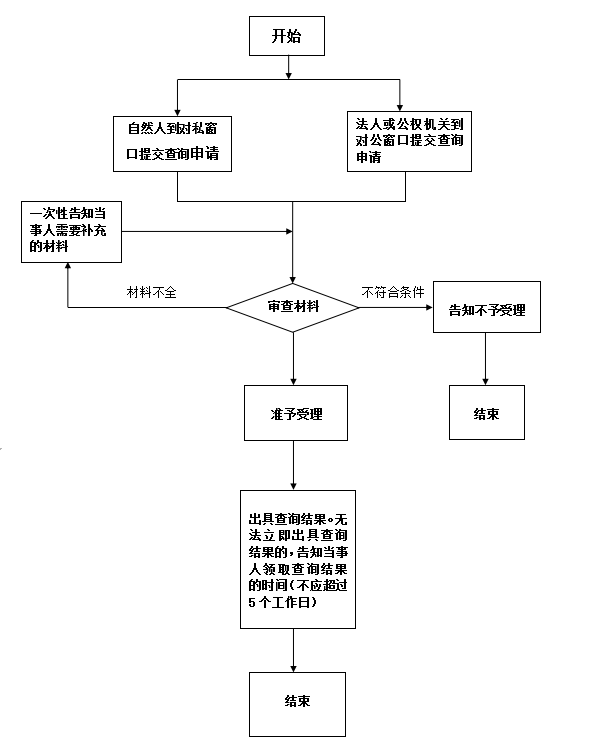 开始
自然人到对私窗
口提交查询申请
法人或公权机关到
对公窗口提交查询
申请
一次性告知当
事人需要补充
的材料
材料不全
审查材料
不符合条件
告知不予受理
准予受理
结束
出具查询结果。无
法立即出具查询
结果的，告知当事
人领取查询结果
的时间（不应超过
5个工作日）
结束